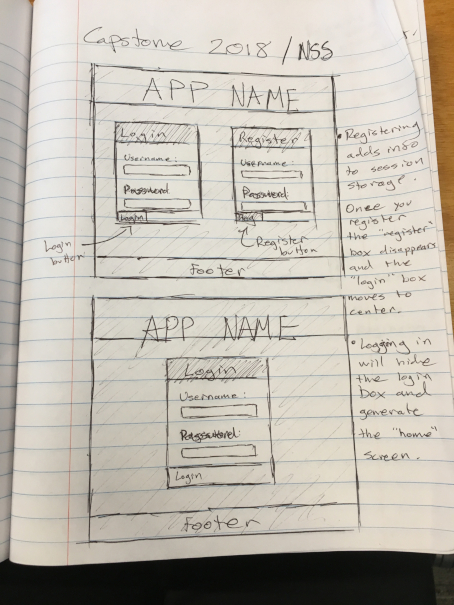 Capstone 2018 / NSS
APP NAME
Login
Register
Username:
Username:
Password
Password
Login
Reg
Login
button
Register
button
Footer
• Registering
adds info
to session
storage.
Once you
register
the "register"
box disappears
and the
"login" box
moves to
center.
APP NAME
Login
Username:
Password:
Login
Footer
• Logging in
will hide
the login
box and
generate
the "home"
screen.